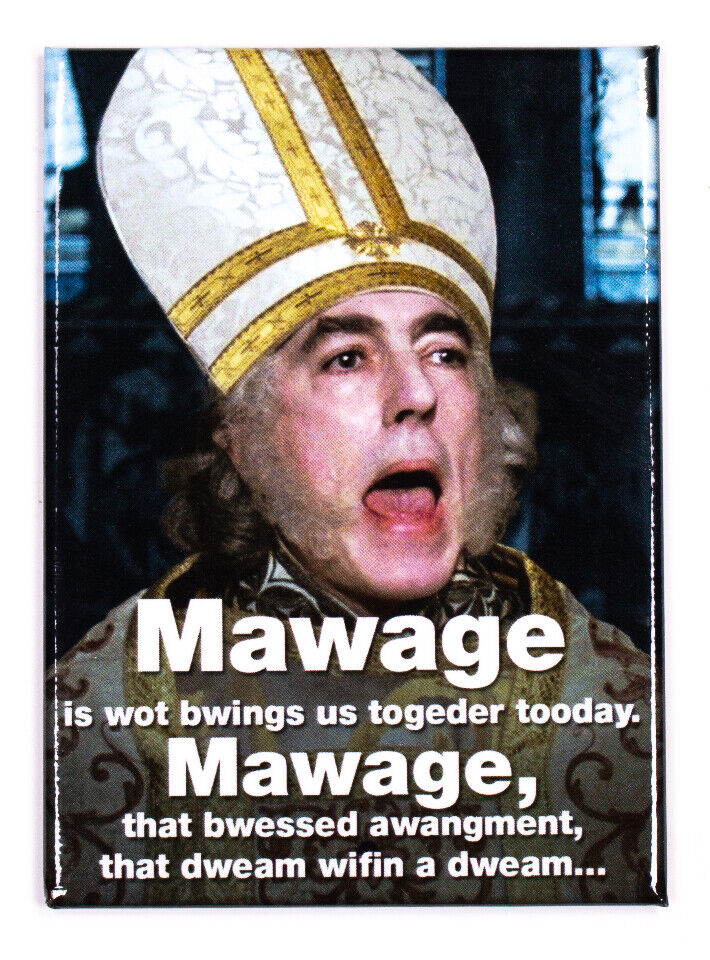 Mawage
is wot bwings us togeder tooday.
Mawage,
that bwessed awangment,
that dweam wifin a dweam...